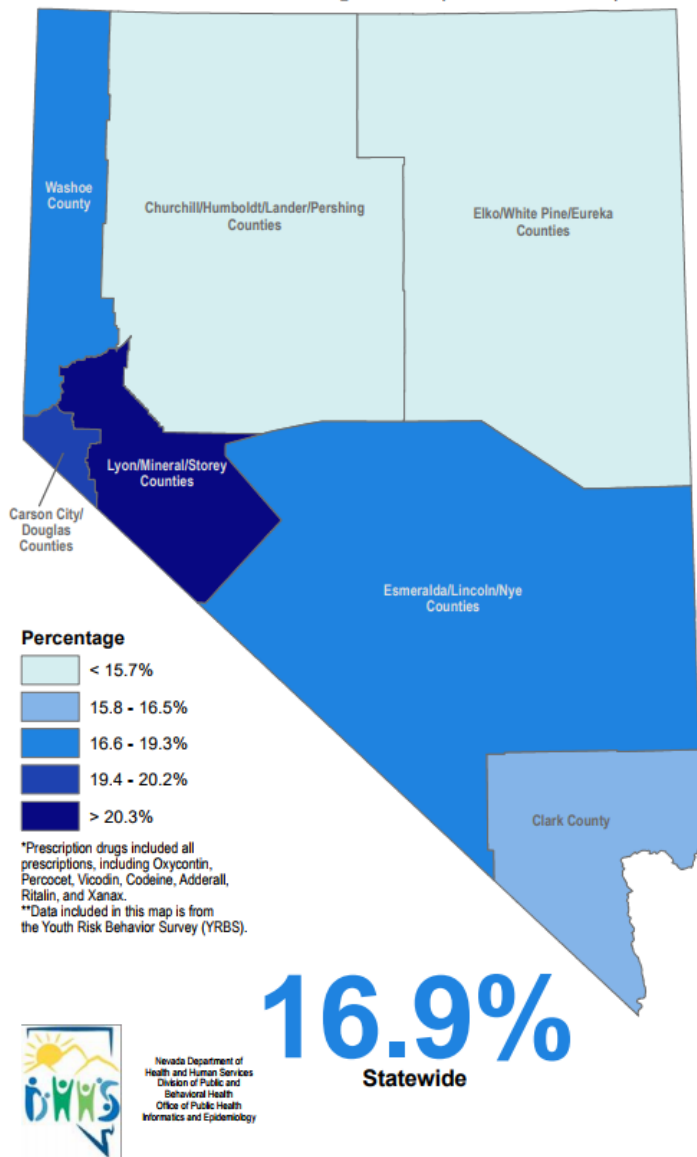 Washoe
County
Churchill/Humboldt/Lander/Pershing
Counties
Elko/White Pine/Eureka
Counties
Lyon/Mineral/Storey
Counties
Carson City/
Douglas
Counties
Esmeralda/Lincoln/Nye
Counties
Clark County
Percentage
< 15.7%
15.8 - 16.5%
16.6 - 19.3%
19.4 - 20.2%
> 20.3%
*Prescription drugs included all
prescriptions, including Oxycontin,
Percocet, Vicodin, Codeine, Adderall,
Ritalin, and Xanax.
**Data included in this map is from
the Youth Risk Behavior Survey (YRBS).
16.9%
Statewide
DHHS
Nevada Department of
Health and Human Services
Division of Public and
Behavioral Health
Office of Public Health
Informatics and Epidemiology